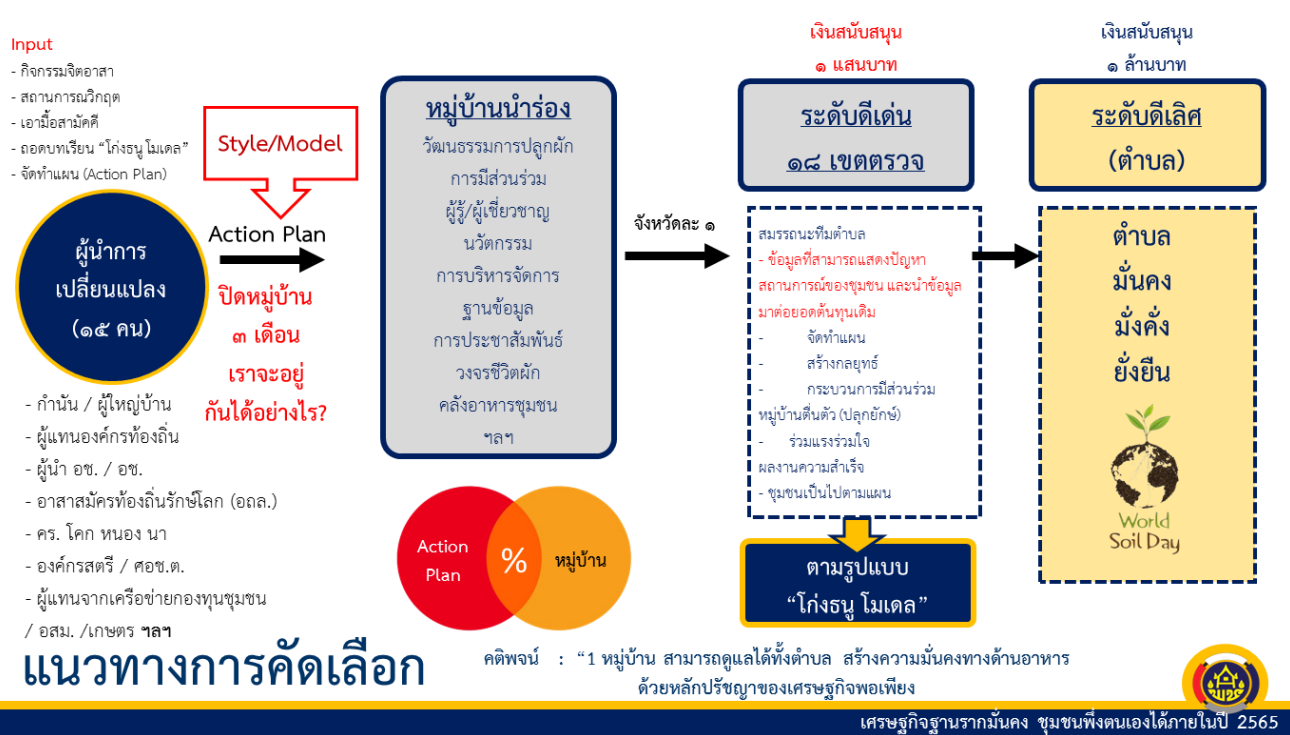 Input
- กิจกรรมจิตอาสา
- สถานการณวิกฤต
- เอามื้อสามัคคี
- ถอดบทเรียน “โก่งธนู โมเดล”
- จัดทำแผน (Action Plan)
ผู้นำการ
เปลี่ยนแปลง
(๑๕ คน)
- กำนัน / ผู้ใหญ่บ้าน
- ผู้แทนองค์กรท้องถิ่น
- ผู้นำ อช. / อช.
- อาสาสมัครท้องถิ่นรักษ์โลก (อถล.)
- คร. โคก หนอง นา
- องค์กรสตรี / ศอช.ต.
- ผู้แทนจากเครือข่ายกองทุนชุมชน
/ อสม. /เกษตร ฯลฯ
Style/Model
Action Plan
ปิดหมู่บ้าน
๓ เดือน
เราจะอยู่
กันได้อย่างไร?
หมู่บ้านนำร่อง
วัฒนธรรมการปลูกผัก
การมีส่วนร่วม
ผู้รู้/ผู้เชี่ยวชาญ
นวัตกรรม
การบริหารจัดการ
ฐานข้อมูล
การประชาสัมพันธ์
วงจรชีวิตผัก
คลังอาหารชุมชน
ฯลฯ
Action
Plan
%
หมู่บ้าน
จังหวัดละ ๑
เงินสนับสนุน
๑ แสนบาท
ระดับดีเด่น
๑๘ เขตตรวจ
สมรรถนะทีมตำบล
- ข้อมูลที่สามารถแสดงปัญหา
สถานการณ์ของชุมชน และนำข้อมูล
มาต่อยอดต้นทุนเดิม
- จัดทำแผน
- สร้างกลยุทธ์
- กระบวนการมีส่วนร่วม
หมู่บ้านตื่นตัว (ปลุกยักษ์)
- ร่วมแรงร่วมใจ
ผลงานความสำเร็จ
- ชุมชนเป็นไปตามแผน
ตามรูปแบบ
“โก่งธนู โมเดล”
เงินสนับสนุน
๑ ล้านบาท
ระดับดีเลิศ
(ตำบล)
ตำบล
มั่นคง
มั่งคั่ง
ยั่งยืน
World
Soil Day
แนวทางการคัดเลือก
คติพจน์ : “1 หมู่บ้าน สามารถดูแลได้ทั้งตำบล สร้างความมั่นคงทางด้านอาหาร
ด้วยหลักปรัชญาของเศรษฐกิจพอเพียง
พช
เศรษฐกิจฐานรากมั่นคง ชุมชนพึ่งตนเองได้ภายในปี 2565